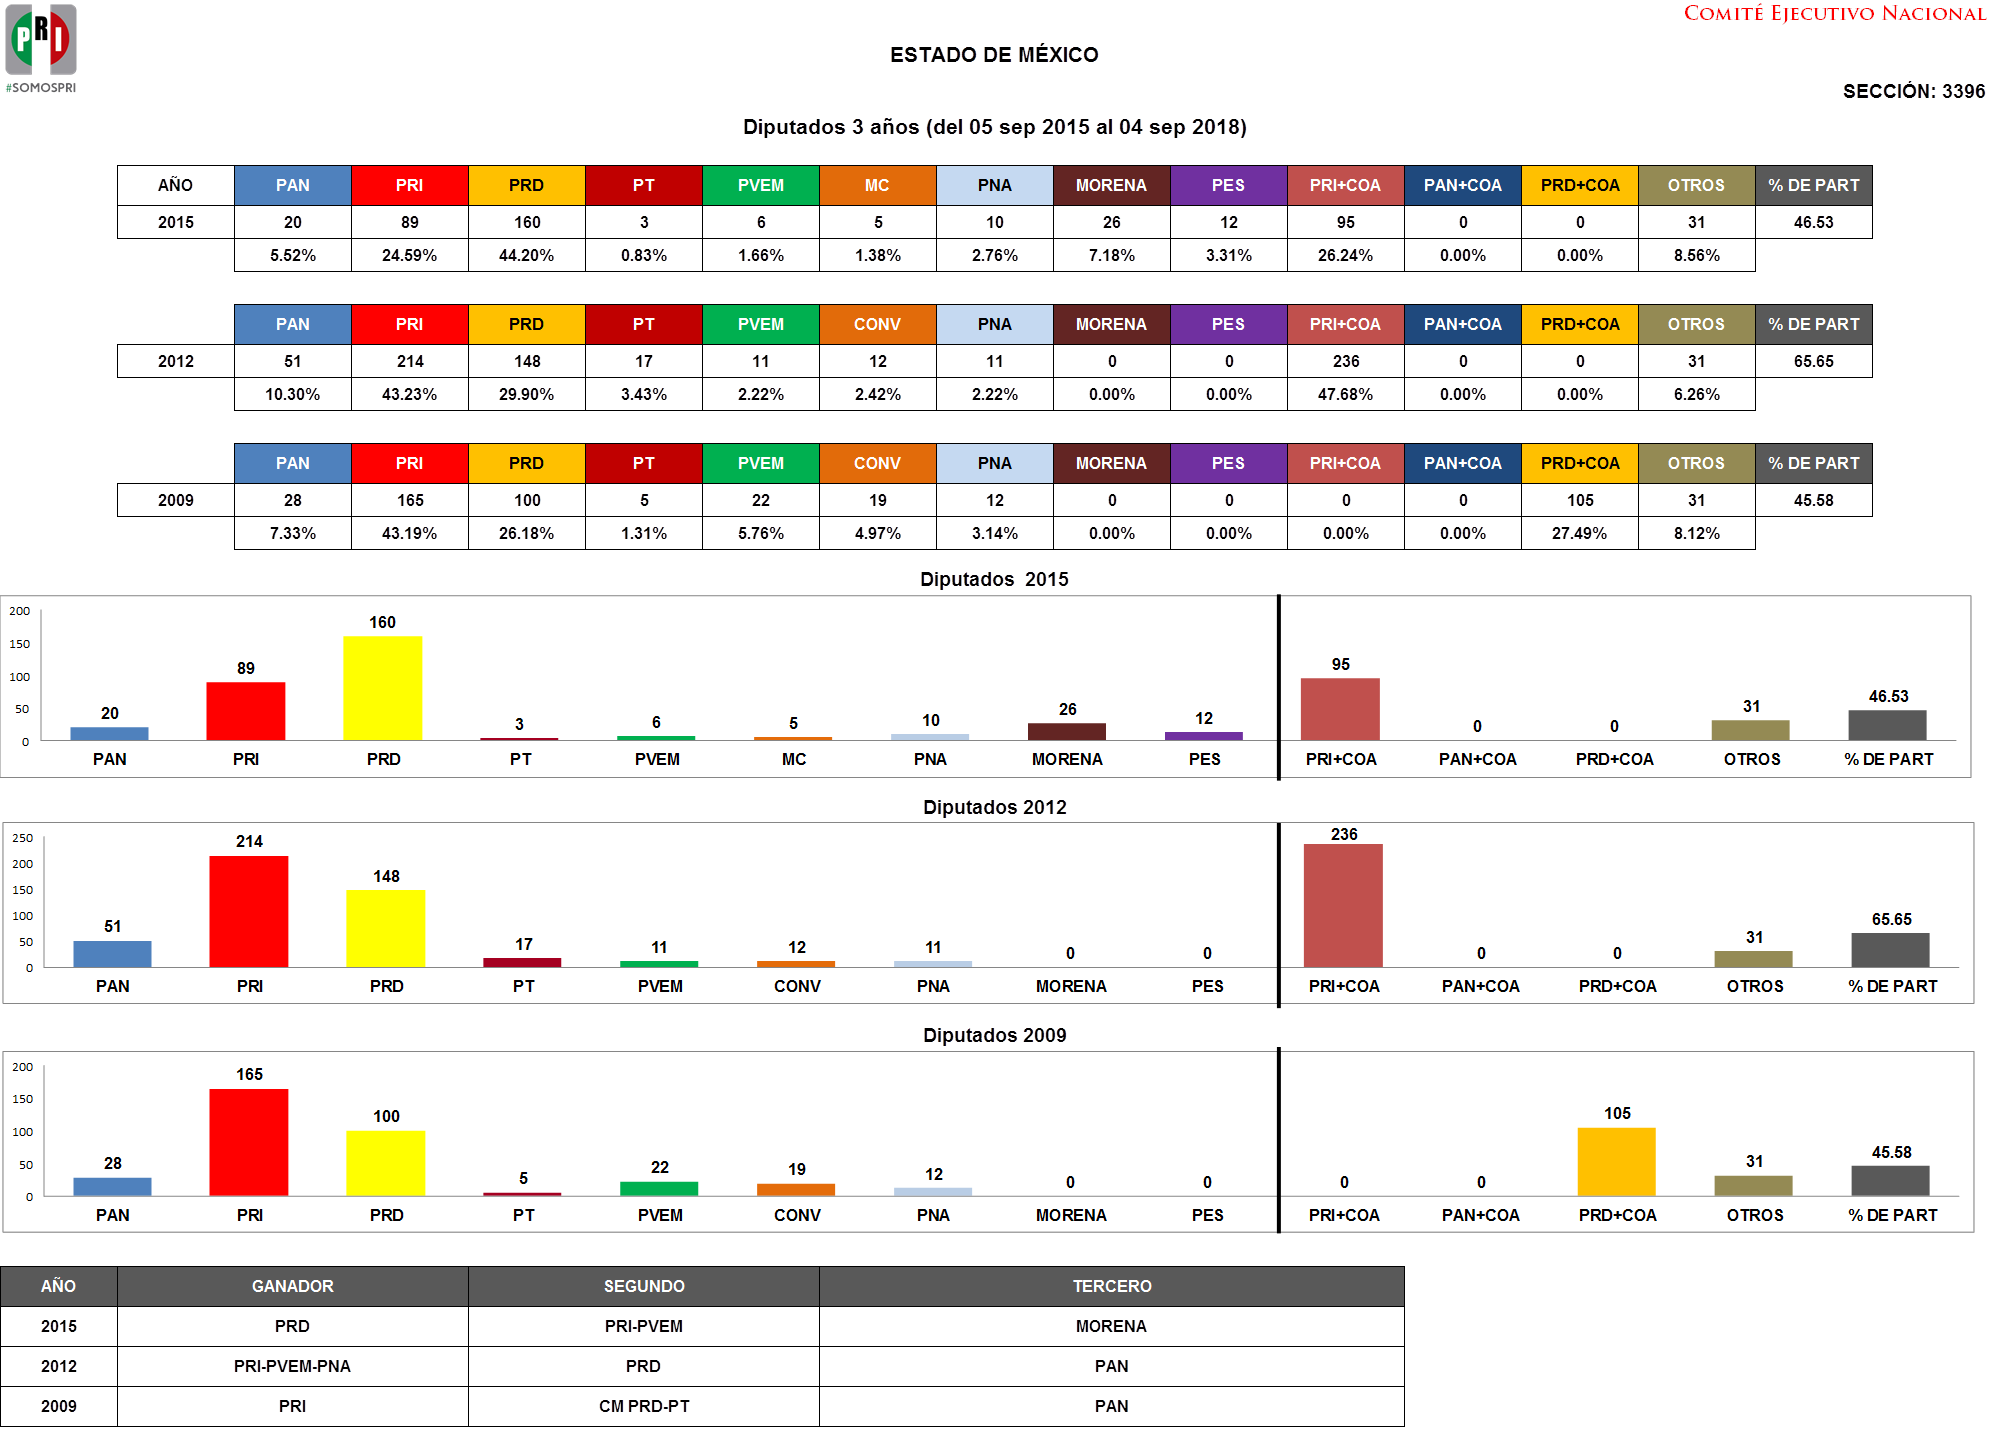 PRI
#SOMOSPRI
COMITÉ EJECUTIVO NACIONAL
ESTADO DE MÉXICO
SECCIÓN: 3396
Diputados 3 años (del 05 sep 2015 al 04 sep 2018)
AÑO PAN PRI PRD PT PVEM MC PNA MORENA PES PRI+COA PAN+COA PRD+COA OTROS % DE PART
2015 20 89 160 3 6 5 10 26 12 95 0 0 31 46.53
5.52% 24.59% 44.20% 0.83% 1.66% 1.38% 2.76% 7.18% 3.31% 26.24% 0.00% 0.00% 8.56%
PAN PRI PRD PT PVEM CONV PNA MORENA PES PRI+COA PAN+COA PRD+COA OTROS % DE PART
2012 51 214 148 17 11 12 11 0 0 236 0 0 31 65.65
10.30% 43.23% 29.90% 3.43% 2.22% 2.42% 2.22% 0.00% 0.00% 47.68% 0.00% 0.00% 6.26%
PAN PRI PRD PT PVEM CONV PNA MORENA PES PRI+COA PAN+COA PRD+COA OTROS % DE PART
2009 28 165 100 5 22 19 12 0 0 0 0 105 31 45.58
7.33% 43.19% 26.18% 1.31% 5.76% 4.97% 3.14% 0.00% 0.00% 0.00% 0.00% 27.49% 8.12%
Diputados 2015
200
150
100
50
0
20 89 160 3 6 5 10 26 12 95 0 0 31 46.53
PAN PRI PRD PT PVEM MC PNA MORENA PES PRI+COA PAN+COA PRD+COA OTROS % DE PART
Diputados 2012
250
200
150
100
50
0
51 214 148 17 11 12 11 0 0 236 0 0 31 65.65
PAN PRI PRD PT PVEM CONV PNA MORENA PES PRI+COA PAN+COA PRD+COA OTROS % DE PART
Diputados 2009
200
150
100
50
0
28 165 100 5 22 19 12 0 0 0 0 105 31 45.58
PAN PRI PRD PT PVEM CONV PNA MORENA PES PRI+COA PAN+COA PRD+COA OTROS % DE PART
AÑO GANADOR SEGUNDO TERCERO
2015 PRD PRI-PVEM MORENA
2012 PRI-PVEM-PNA PRD PAN
2009 PRI CM PRD-PT PAN